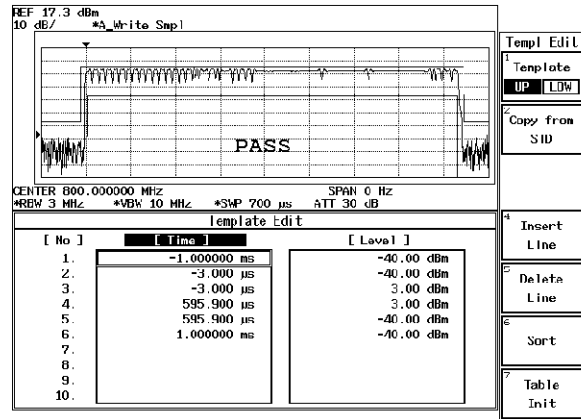 REF 17.3 dBm
10 dB/ *A_Write Smpl
PASS
CENTER 800.000000 MHz SPAN 0 Hz
*RBW 3 MHz *VBW 10 MHz *SWP 700 µs ATT 30 dB
Template Edit
[ No ] [ Time ] [ Level ]
1. -1.000000 ms -40.00 dBm
2. -3.000 µs -40.00 dBm
3. -3.000 µs 3.00 dBm
4. 595.900 µs 3.00 dBm
5. 595.900 µs -40.00 dBm
6. 1.000000 ms -40.00 dBm
7.
8.
9.
10.
Templ Edit
1 Template
UP LOW
2 Copy from
STD
4 Insert
Line
5 Delete
Line
6 Sort
7 Table
Init